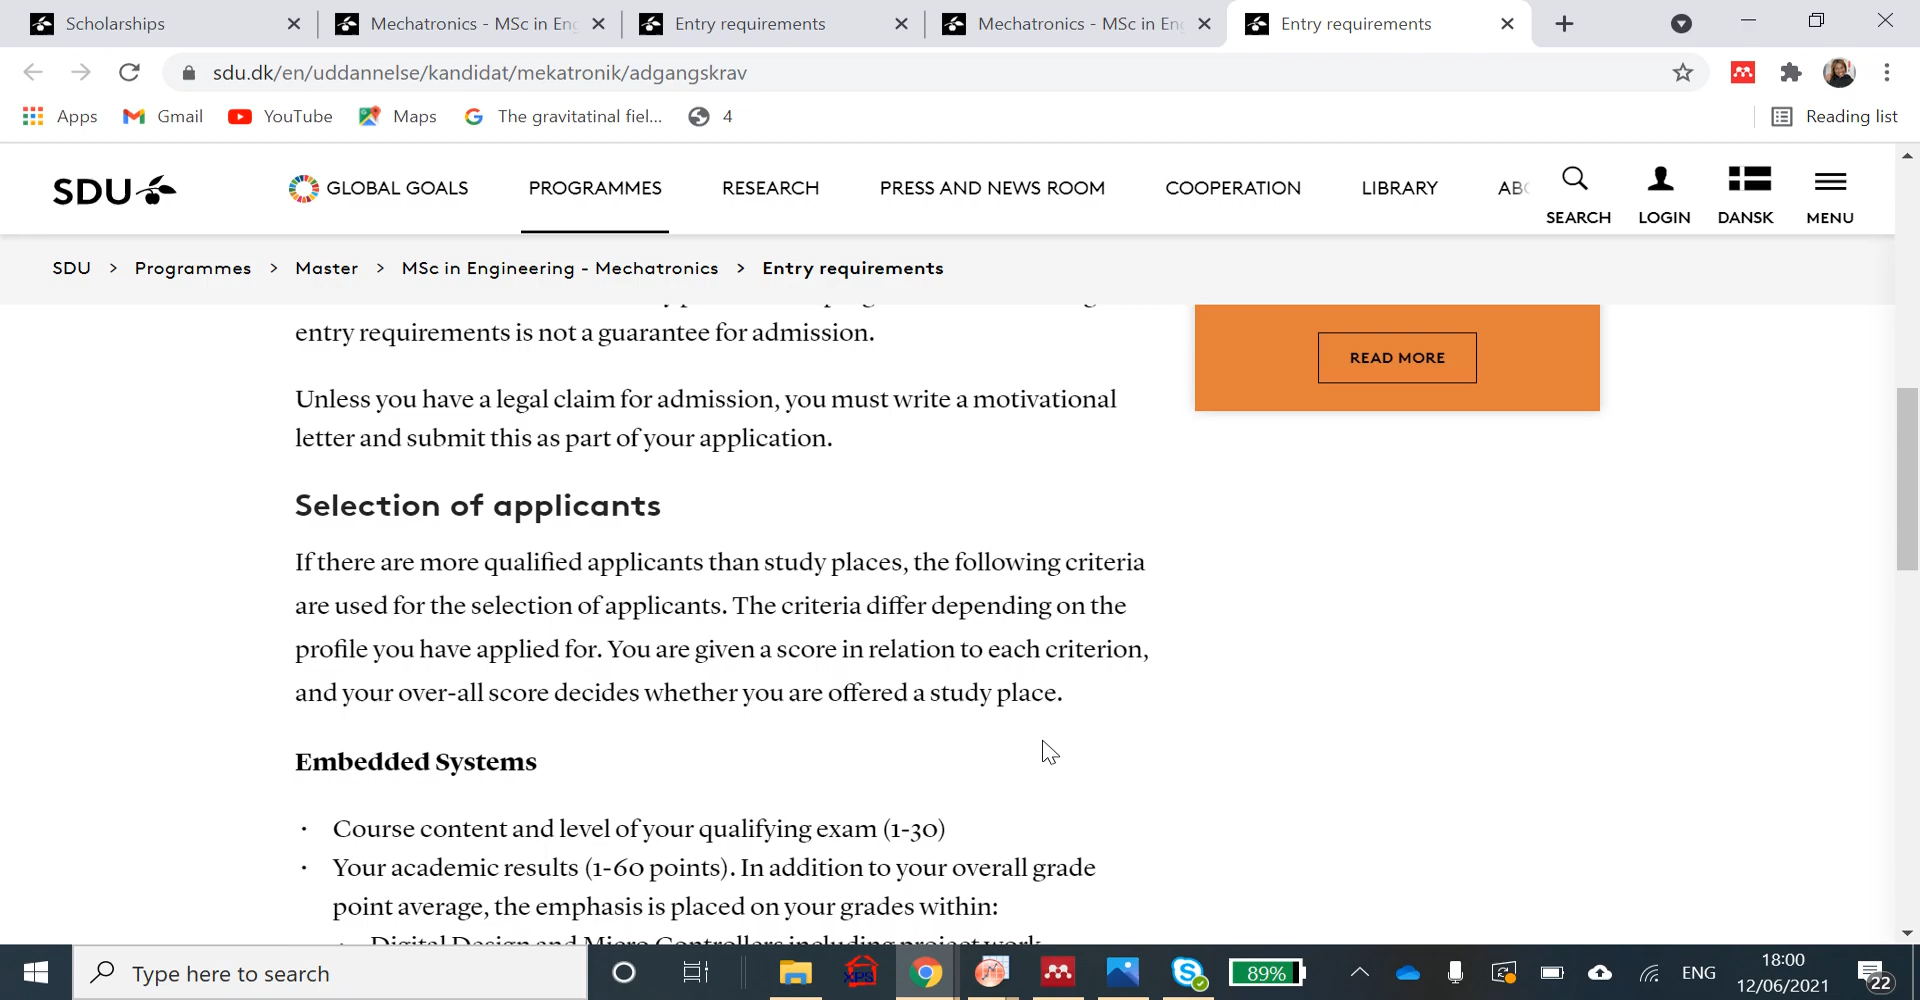 Scholarships
Mechatronics - MSc in En
Entry requirements
Mechatronics - MSc in En
Entry requirements
sdu.dk/en/uddannelse/kandidat/mekatronik/adgangskrav
Apps
Gmail
YouTube
Maps
The gravitatinal fiel...
4
Reading list
SDU
GLOBAL GOALS
PROGRAMMES
RESEARCH
PRESS AND NEWS ROOM
COOPERATION
LIBRARY
SEARCH
LOGIN
DANSK
MENU
SDU > Programmes > Master > MSc in Engineering - Mechatronics > Entry requirements
entry requirements is not a guarantee for admission.
READ MORE
Unless you have a legal claim for admission, you must write a motivational
letter and submit this as part of your application.
Selection of applicants
If there are more qualified applicants than study places, the following criteria
are used for the selection of applicants. The criteria differ depending on the
profile you have applied for. You are given a score in relation to each criterion,
and your over-all score decides whether you are offered a study place.
Embedded Systems
· Course content and level of your qualifying exam (1-30)
· Your academic results (1-60 points). In addition to your overall grade
point average, the emphasis is placed on your grades within:
· Digital Design and Micro Controllers including project work
Type here to search
XPS
89%
ENG
18:00
12/06/2021
22